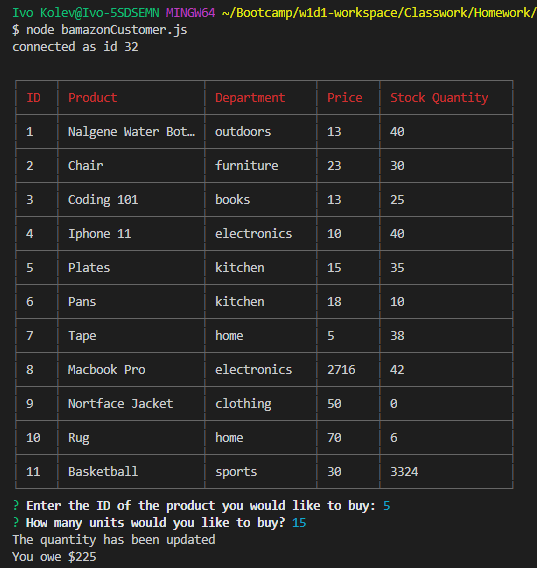 Ivo Kolev@Ivo-5SDSEMN MINGW64 ~/Bootcamp/w1d1-workspace/Classwork/Homework/
$ node bamazonCustomer.js
connected as id 32
ID Product Department Price Stock Quantity
1 Nalgene Water Bot… outdoors 13 40
2 Chair furniture 23 30
3 Coding 101 books 13 25
4 Iphone 11 electronics 10 40
5 Plates kitchen 15 35
6 Pans kitchen 18 10
7 Tape home 5 38
8 Macbook Pro electronics 2716 42
9 Nortface Jacket clothing 50 0
10 Rug home 70 6
11 Basketball sports 30 3324
? Enter the ID of the product you would like to buy: 5
? How many units would you like to buy? 15
The quantity has been updated
You owe $225